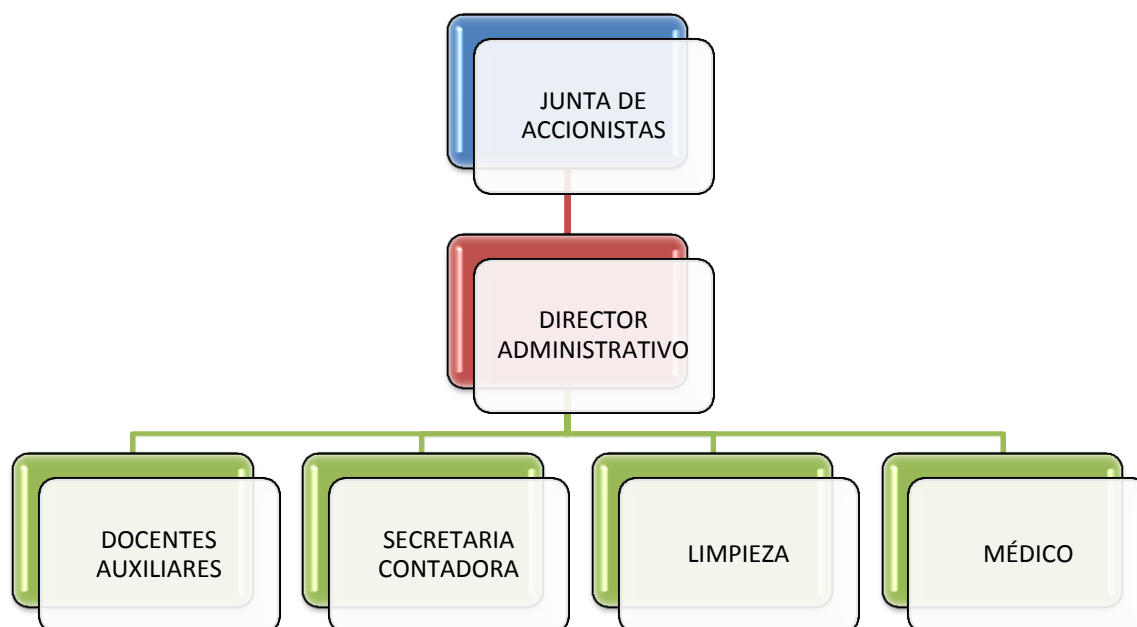 JUNTA DE
ACCIONISTAS
DIRECTOR
ADMINISTRATIVO
DOCENTES
AUXILIARES
SECRETARIA
CONTADORA
LIMPIEZA
MÉDICO